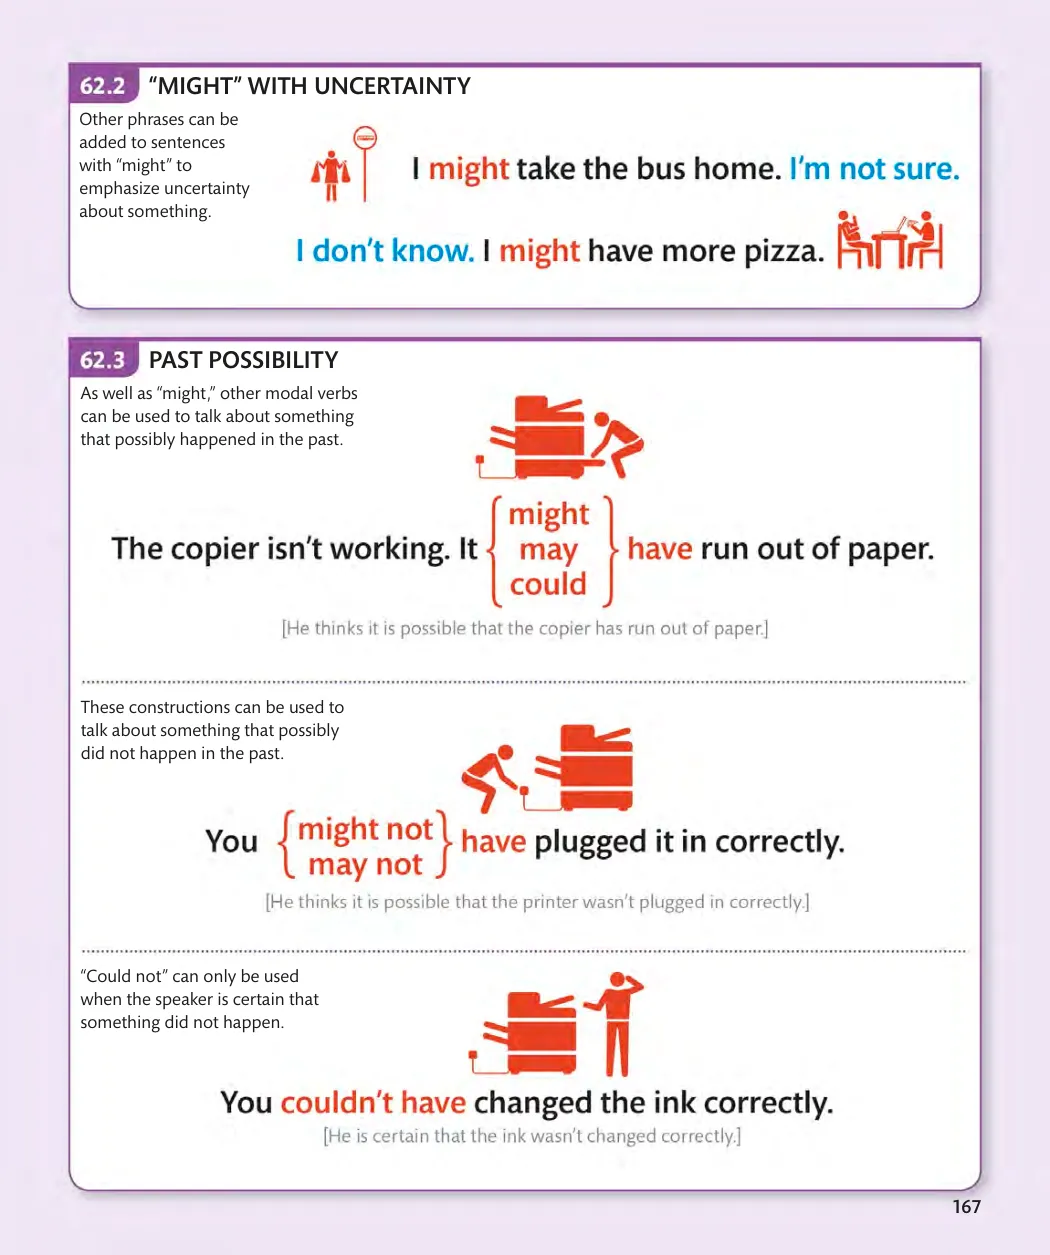 62.2 “MIGHT” WITH UNCERTAINTY
Other phrases can be
added to sentences
with “might” to
emphasize uncertainty
about something.
I might take the bus home. I’m not sure.
I don’t know. I might have more pizza.
62.3 PAST POSSIBILITY
As well as “might,” other modal verbs
can be used to talk about something
that possibly happened in the past.
might
The copier isn’t working. It may have run out of paper.
could
[He thinks it is possible that the copier has run out of paper.]
These constructions can be used to
talk about something that possibly
did not happen in the past.
might not
You have plugged it in correctly.
may not
[He thinks it is possible that the printer wasn’t plugged in correctly.]
“Could not” can only be used
when the speaker is certain that
something did not happen.
You couldn’t have changed the ink correctly.
[He is certain that the ink wasn’t changed correctly.]
167